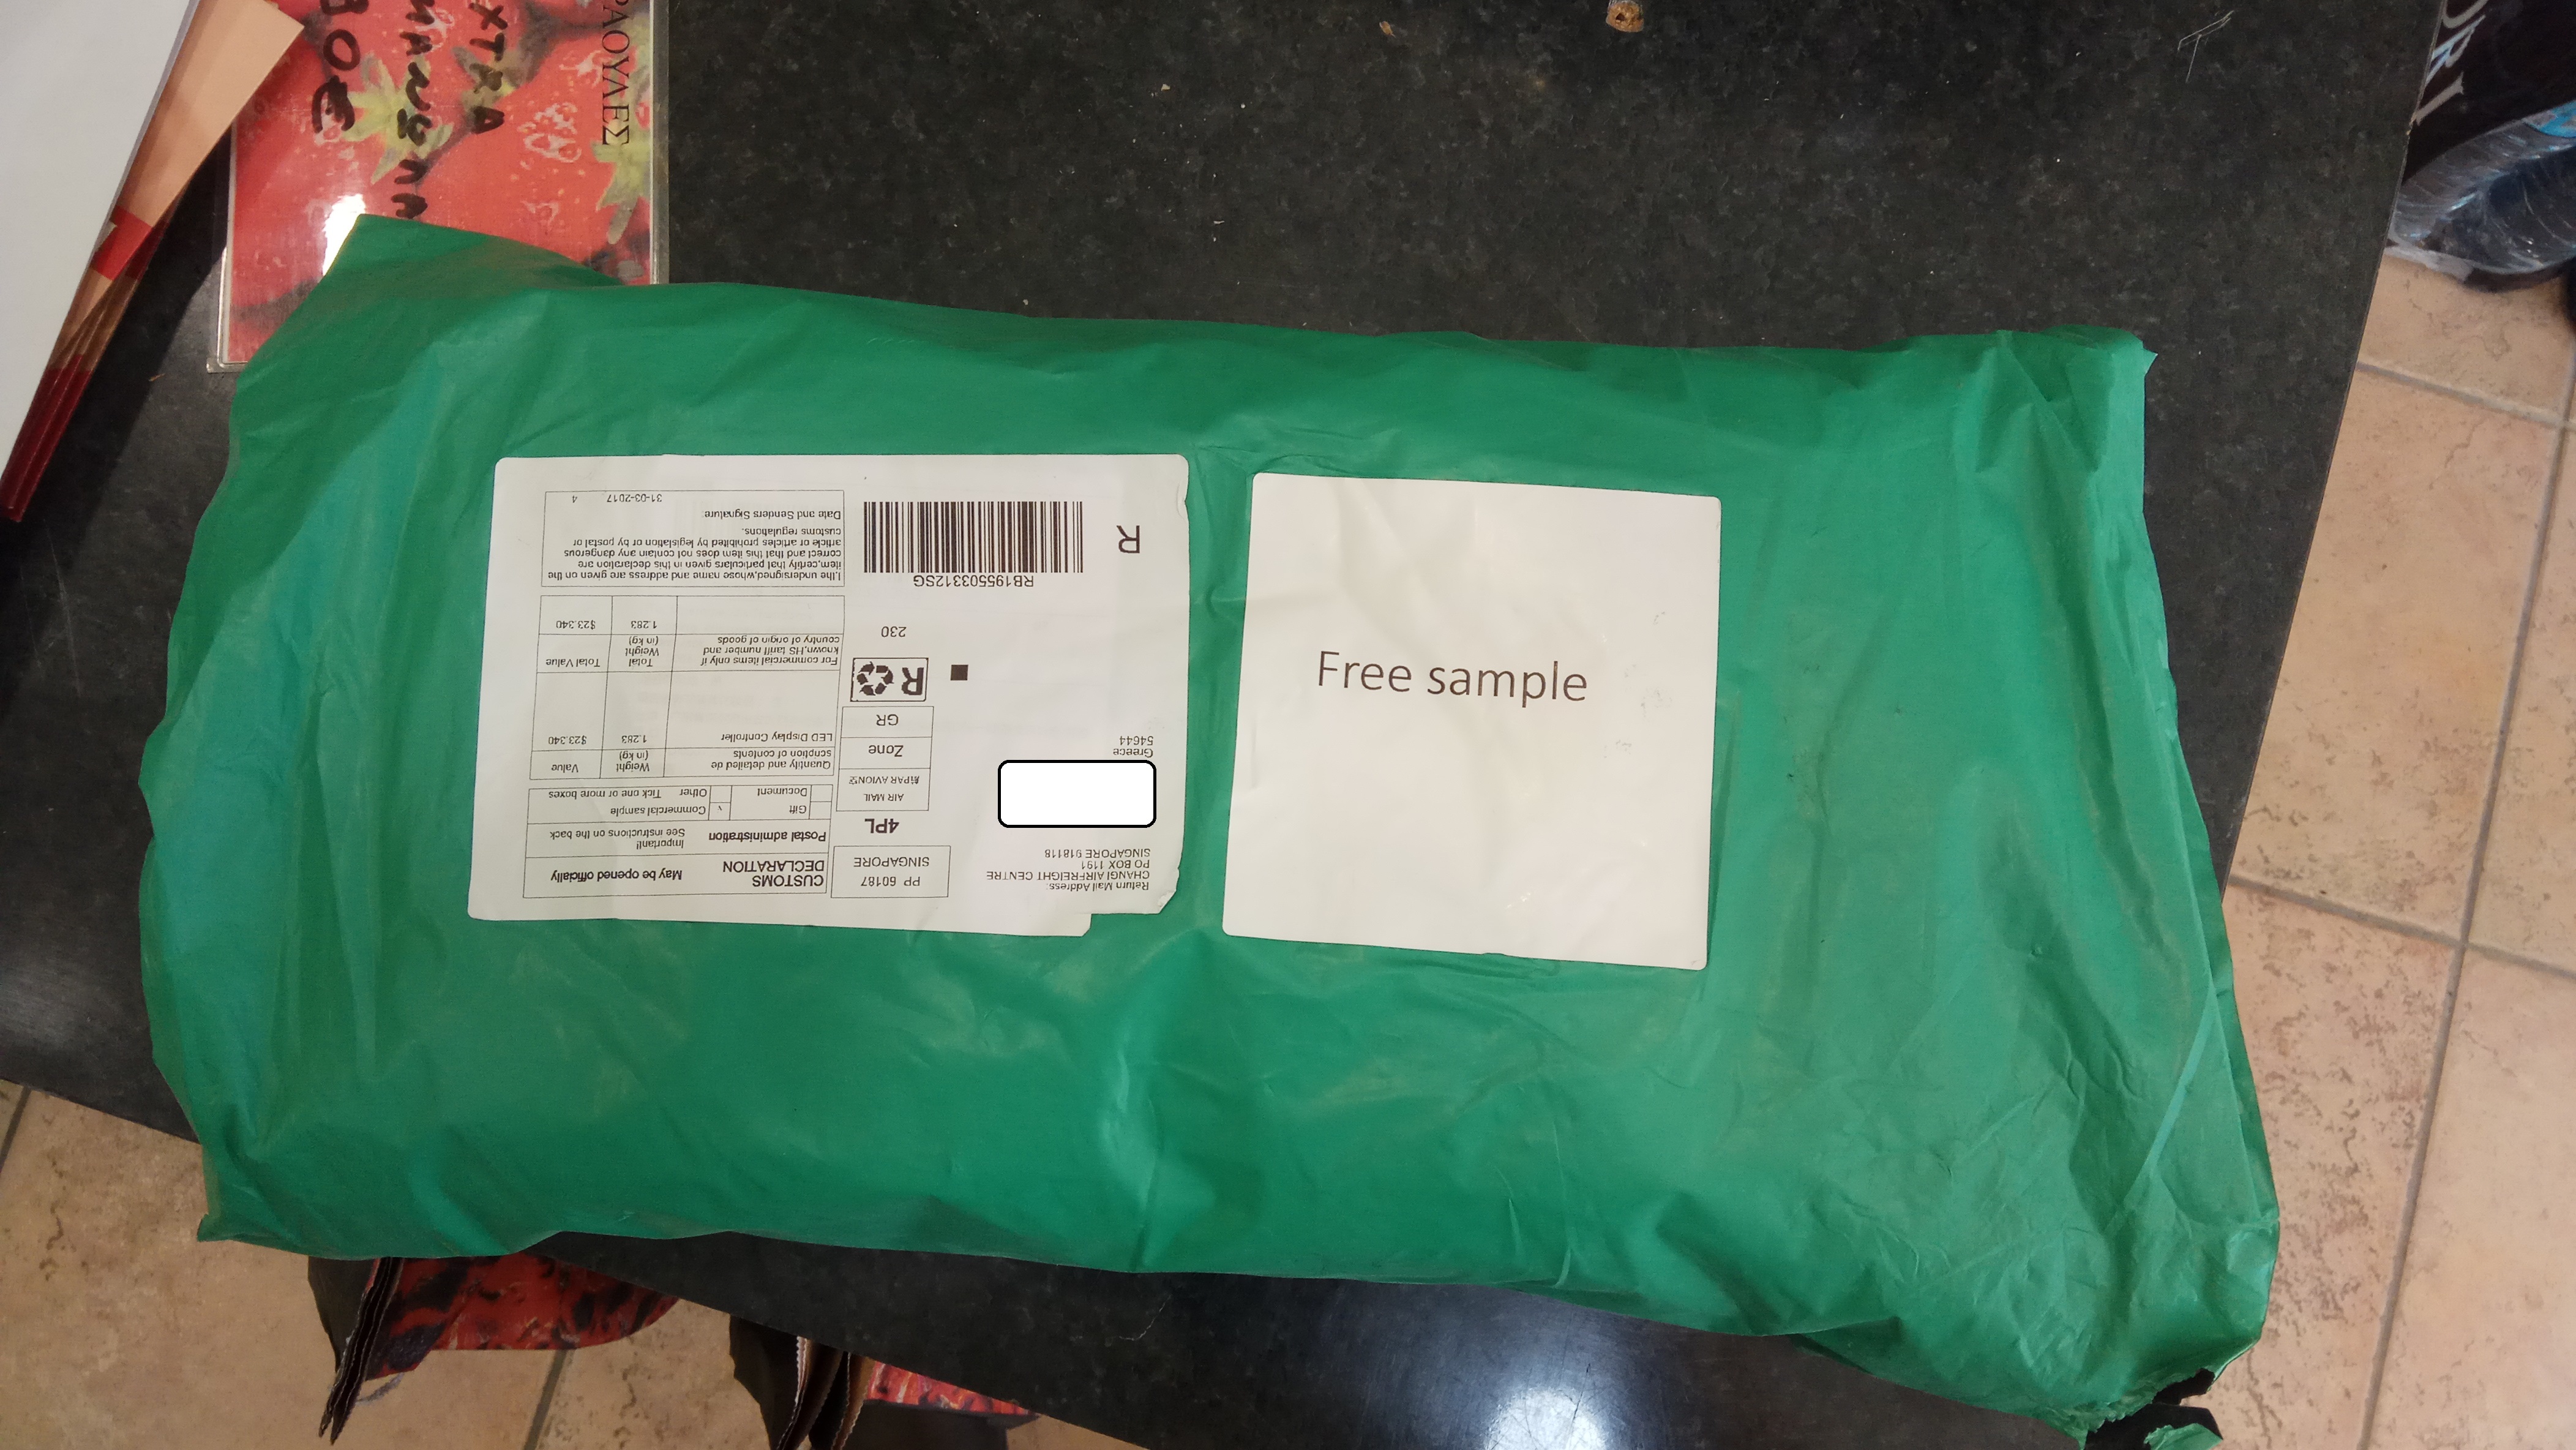 Free sample
Return Mail Address:
CHANGI AIRFREIGHT CENTRE
PO BOX 1191
SINGAPORE 918118
Greece
54644
PP 60187
SINGAPORE
4PL
AIR MAIL
PAR AVION
Zone
GR
R
230
R
RB195503312SG
CUSTOMS
DECLARATION
May be opened officially
Postal administration
Important!
See instructions on the back
Gift
Commercial sample
Document
Other
Tick one or more boxes
Quantity and detailed de
scription of contents
Weight
(in kg)
Value
LED Display Controller
1.283
$23.340
For commercial items only if
known,HS tariff number and
country of origin of goods
Total
Weight
(in kg)
Total Value
1.283
$23.340
I,the undersigned,whose name and address are given on the
item,certify that particulars given in this declaration are
correct and that this item does not contain any dangerous
article or articles prohibited by legislation or by postal or
customs regulations.
Date and Senders Signature
31-03-2017
4
ΡΑΟΥΛΕΣ
XTRA
BOE